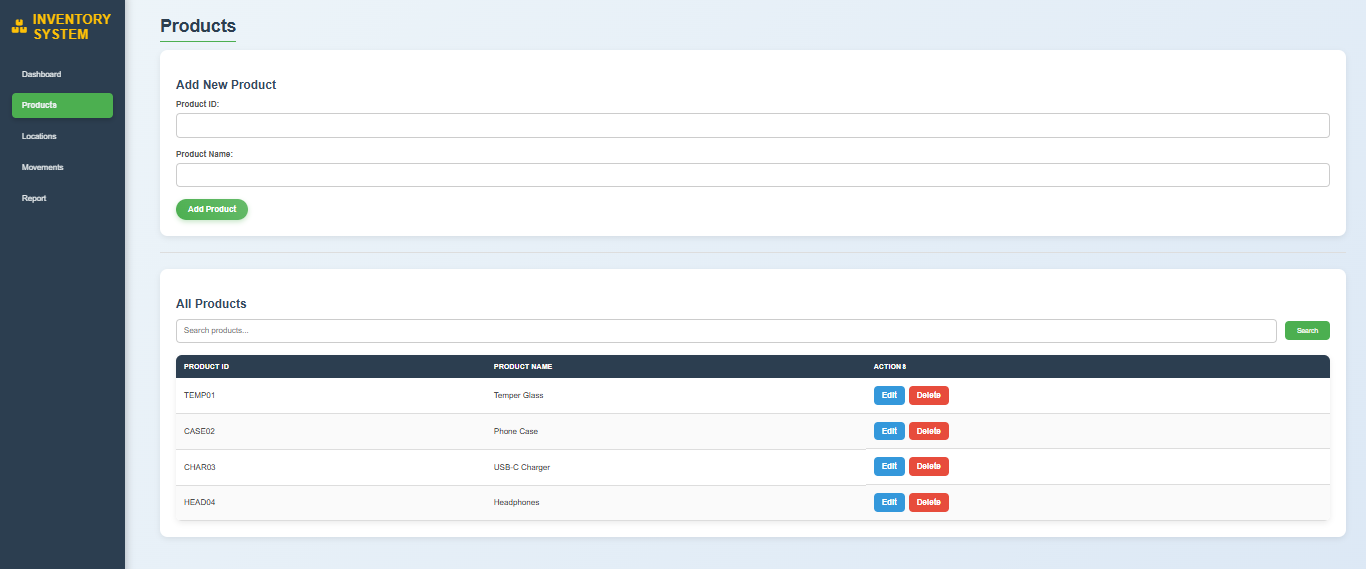 INVENTORY
SYSTEM
Dashboard
Products
Locations
Movements
Report
Products
Add New Product
Product ID:
Product Name:
Add Product
All Products
Search products...
Search
PRODUCT ID PRODUCT NAME ACTIONS
TEMP01 Temper Glass Edit Delete
CASE02 Phone Case Edit Delete
CHAR03 USB-C Charger Edit Delete
HEAD04 Headphones Edit Delete